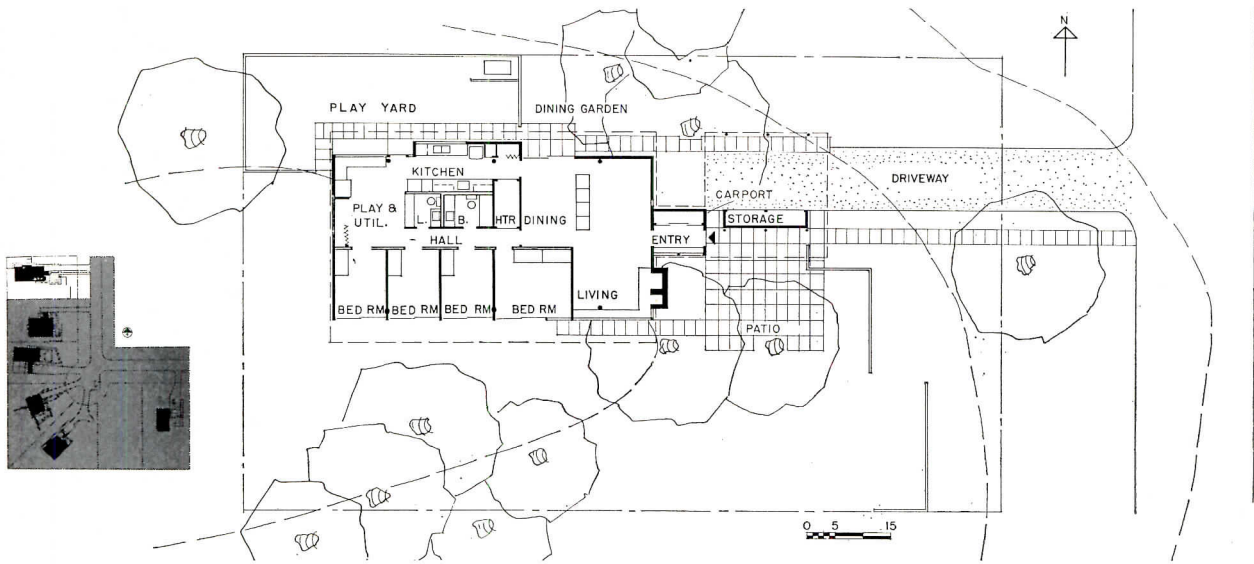 N
PLAY YARD
DINING GARDEN
KITCHEN
DRIVEWAY
CARPORT
PLAY &
UTIL.
L.
B.
HTR
DINING
STORAGE
HALL
ENTRY
LIVING
BED RM
BED RM
BED RM
BED RM
PATIO
0 5 15